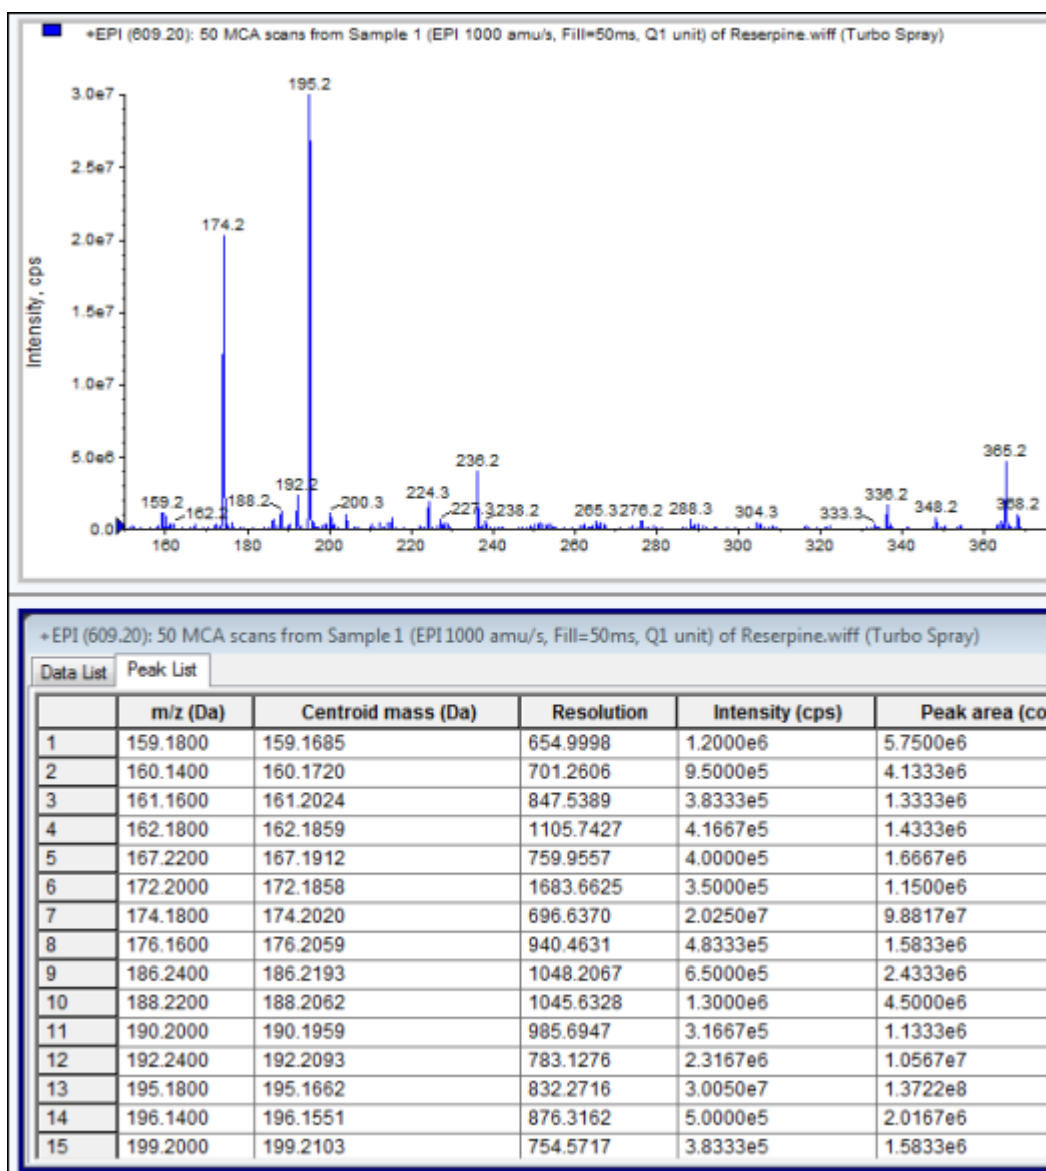 +EPI (609.20): 50 MCA scans from Sample 1 (EPI 1000 amu/s, Fill=50ms, Q1 unit) of Reserpine.wiff (Turbo Spray)
Intensity, cps
3.0e7
2.5e7
2.0e7
1.5e7
1.0e7
5.0e6
0.0
195.2
174.2
159.2
162.2
188.2
192.2
200.3
224.3
227.3
236.2
238.2
265.3
276.2
288.3
304.3
333.3
336.2
348.2
365.2
368.2
160 180 200 220 240 260 280 300 320 340 360
+EPI (609.20): 50 MCA scans from Sample 1 (EPI 1000 amu/s, Fill=50ms, Q1 unit) of Reserpine.wiff (Turbo Spray)
Data List Peak List
m/z (Da) Centroid mass (Da) Resolution Intensity (cps) Peak area (co
1 159.1800 159.1685 654.9998 1.2000e6 5.7500e6
2 160.1400 160.1720 701.2606 9.5000e5 4.1333e6
3 161.1600 161.2024 847.5389 3.8333e5 1.3333e6
4 162.1800 162.1859 1105.7427 4.1667e5 1.4333e6
5 167.2200 167.1912 759.9557 4.0000e5 1.6667e6
6 172.2000 172.1858 1683.6625 3.5000e5 1.1500e6
7 174.1800 174.2020 696.6370 2.0250e7 9.8817e7
8 176.1600 176.2059 940.4631 4.8333e5 1.5833e6
9 186.2400 186.2193 1048.2067 6.5000e5 2.4333e6
10 188.2200 188.2062 1045.6328 1.3000e6 4.5000e6
11 190.2000 190.1959 985.6947 3.1667e5 1.1333e6
12 192.2400 192.2093 783.1276 2.3167e6 1.0567e7
13 195.1800 195.1662 832.2716 3.0050e7 1.3722e8
14 196.1400 196.1551 876.3162 5.0000e5 2.0167e6
15 199.2000 199.2103 754.5717 3.8333e5 1.5833e6